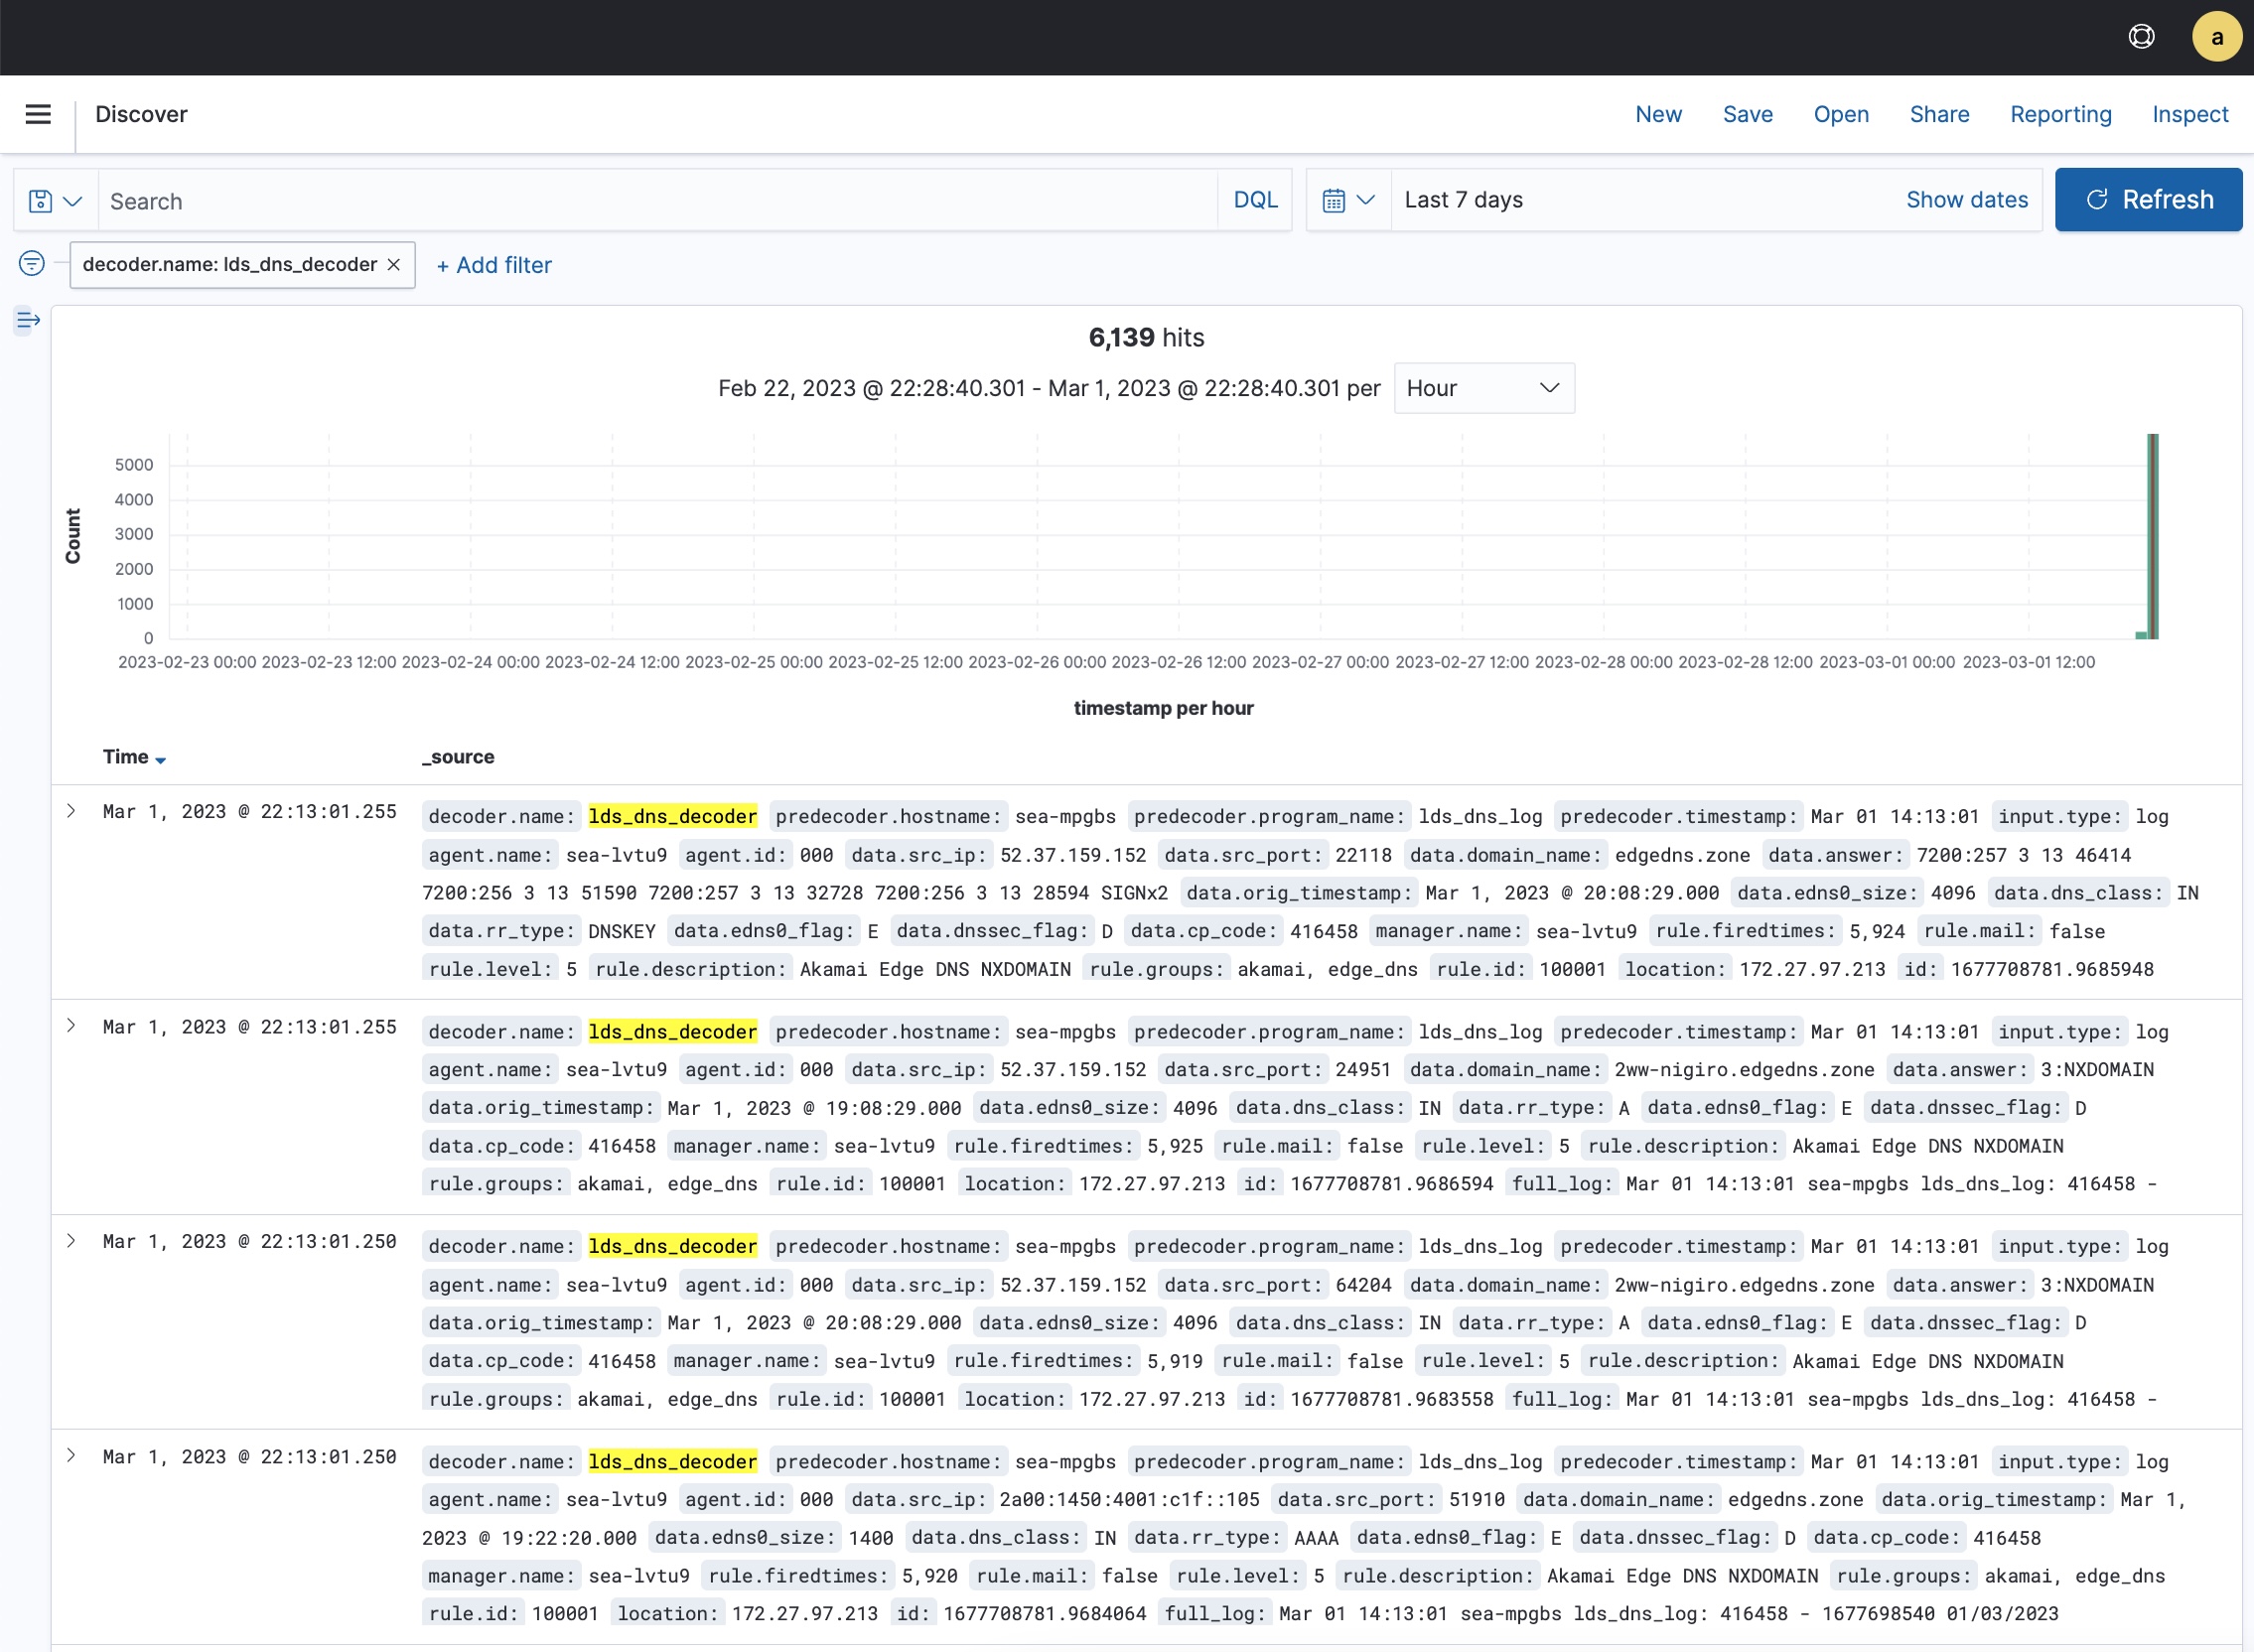 a
Discover
New Save Open Share Reporting Inspect
Search DQL Last 7 days Show dates Refresh
decoder.name: lds_dns_decoder × + Add filter
6,139 hits
Feb 22, 2023 @ 22:28:40.301 - Mar 1, 2023 @ 22:28:40.301 per Hour
Count
5000
4000
3000
2000
1000
0
2023-02-23 00:00 2023-02-23 12:00 2023-02-24 00:00 2023-02-24 12:00 2023-02-25 00:00 2023-02-25 12:00 2023-02-26 00:00 2023-02-26 12:00 2023-02-27 00:00 2023-02-27 12:00 2023-02-28 00:00 2023-02-28 12:00 2023-03-01 00:00 2023-03-01 12:00
timestamp per hour
Time _source
Mar 1, 2023 @ 22:13:01.255 decoder.name: lds_dns_decoder predecoder.hostname: sea-mpgbs predecoder.program_name: lds_dns_log predecoder.timestamp: Mar 01 14:13:01 input.type: log
agent.name: sea-lvtu9 agent.id: 000 data.src_ip: 52.37.159.152 data.src_port: 22118 data.domain_name: edgedns.zone data.answer: 7200:257 3 13 46414
7200:256 3 13 51590 7200:257 3 13 32728 7200:256 3 13 28594 SIGNx2 data.orig_timestamp: Mar 1, 2023 @ 20:08:29.000 data.edns0_size: 4096 data.dns_class: IN
data.rr_type: DNSKEY data.edns0_flag: E data.dnssec_flag: D data.cp_code: 416458 manager.name: sea-lvtu9 rule.firedtimes: 5,924 rule.mail: false
rule.level: 5 rule.description: Akamai Edge DNS NXDOMAIN rule.groups: akamai, edge_dns rule.id: 100001 location: 172.27.97.213 id: 1677708781.9685948
Mar 1, 2023 @ 22:13:01.255 decoder.name: lds_dns_decoder predecoder.hostname: sea-mpgbs predecoder.program_name: lds_dns_log predecoder.timestamp: Mar 01 14:13:01 input.type: log
agent.name: sea-lvtu9 agent.id: 000 data.src_ip: 52.37.159.152 data.src_port: 24951 data.domain_name: 2ww-nigiro.edgedns.zone data.answer: 3:NXDOMAIN
data.orig_timestamp: Mar 1, 2023 @ 19:08:29.000 data.edns0_size: 4096 data.dns_class: IN data.rr_type: A data.edns0_flag: E data.dnssec_flag: D
data.cp_code: 416458 manager.name: sea-lvtu9 rule.firedtimes: 5,925 rule.mail: false rule.level: 5 rule.description: Akamai Edge DNS NXDOMAIN
rule.groups: akamai, edge_dns rule.id: 100001 location: 172.27.97.213 id: 1677708781.9686594 full_log: Mar 01 14:13:01 sea-mpgbs lds_dns_log: 416458 -
Mar 1, 2023 @ 22:13:01.250 decoder.name: lds_dns_decoder predecoder.hostname: sea-mpgbs predecoder.program_name: lds_dns_log predecoder.timestamp: Mar 01 14:13:01 input.type: log
agent.name: sea-lvtu9 agent.id: 000 data.src_ip: 52.37.159.152 data.src_port: 64204 data.domain_name: 2ww-nigiro.edgedns.zone data.answer: 3:NXDOMAIN
data.orig_timestamp: Mar 1, 2023 @ 20:08:29.000 data.edns0_size: 4096 data.dns_class: IN data.rr_type: A data.edns0_flag: E data.dnssec_flag: D
data.cp_code: 416458 manager.name: sea-lvtu9 rule.firedtimes: 5,919 rule.mail: false rule.level: 5 rule.description: Akamai Edge DNS NXDOMAIN
rule.groups: akamai, edge_dns rule.id: 100001 location: 172.27.97.213 id: 1677708781.9683558 full_log: Mar 01 14:13:01 sea-mpgbs lds_dns_log: 416458 -
Mar 1, 2023 @ 22:13:01.250 decoder.name: lds_dns_decoder predecoder.hostname: sea-mpgbs predecoder.program_name: lds_dns_log predecoder.timestamp: Mar 01 14:13:01 input.type: log
agent.name: sea-lvtu9 agent.id: 000 data.src_ip: 2a00:1450:4001:c1f::105 data.src_port: 51910 data.domain_name: edgedns.zone data.orig_timestamp: Mar 1,
2023 @ 19:22:20.000 data.edns0_size: 1400 data.dns_class: IN data.rr_type: AAAA data.edns0_flag: E data.dnssec_flag: D data.cp_code: 416458
manager.name: sea-lvtu9 rule.firedtimes: 5,920 rule.mail: false rule.level: 5 rule.description: Akamai Edge DNS NXDOMAIN rule.groups: akamai, edge_dns
rule.id: 100001 location: 172.27.97.213 id: 1677708781.9684064 full_log: Mar 01 14:13:01 sea-mpgbs lds_dns_log: 416458 - 1677698540 01/03/2023